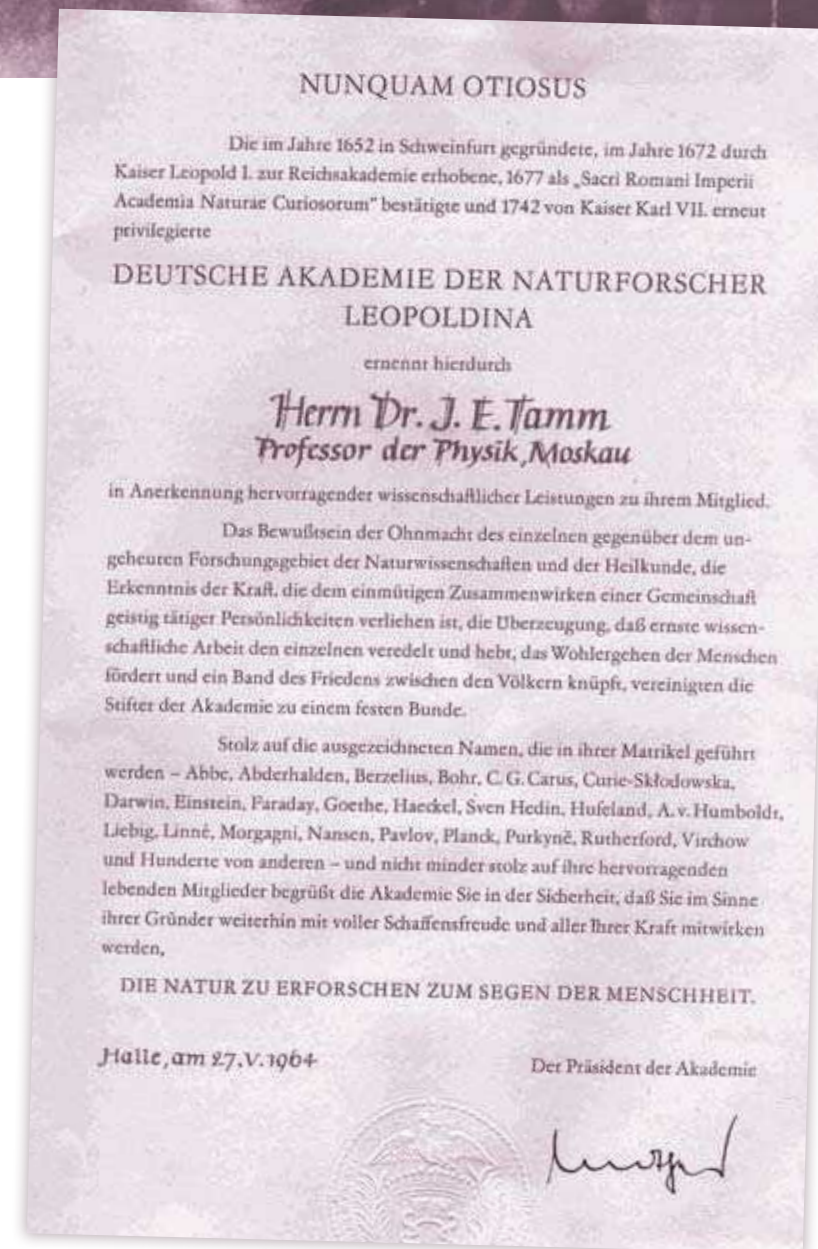 NUNQUAM OTIOSUS
Die im Jahre 1652 in Schweinfurt gegründete, im Jahre 1672 durch
Kaiser Leopold I. zur Reichsakademie erhobene, 1677 als „Sacri Romani Imperii
Academia Naturae Curiosorum“ bestätigte und 1742 von Kaiser Karl VII. erneut
privilegierte
DEUTSCHE AKADEMIE DER NATURFORSCHER
LEOPOLDINA
ernennt hierdurch
Herrn Dr. J. E. Tamm
Professor der Physik, Moskau
in Anerkennung hervorragender wissenschaftlicher Leistungen zu ihrem Mitglied.
Das Bewußtsein der Ohnmacht des einzelnen gegenüber dem un-
geheuren Forschungsgebiet der Naturwissenschaften und der Heilkunde, die
Erkenntnis der Kraft, die dem einmütigen Zusammenwirken einer Gemeinschaft
geistig tätiger Persönlichkeiten verliehen ist, die Überzeugung, daß ernste wissen-
schaftliche Arbeit den einzelnen veredelt und hebt, das Wohlergehen der Menschen
fördert und ein Band des Friedens zwischen den Völkern knüpft, vereinigten die
Stifter der Akademie zu einem festen Bunde.
Stolz auf die ausgezeichneten Namen, die in ihrer Matrikel geführt
werden – Abbe, Abderhalden, Berzelius, Bohr, C. G. Carus, Curie-Skłodowska,
Darwin, Einstein, Faraday, Goethe, Haeckel, Sven Hedin, Hufeland, A. v. Humboldt,
Liebig, Linné, Morgagni, Nansen, Pavlov, Planck, Purkyně, Rutherford, Virchow
und Hunderte von anderen – und nicht minder stolz auf ihre hervorragenden
lebenden Mitglieder begrüßt die Akademie Sie in der Sicherheit, daß Sie im Sinne
ihrer Gründer weiterhin mit voller Schaffensfreude und aller Ihrer Kraft mitwirken
werden,
DIE NATUR ZU ERFORSCHEN ZUM SEGEN DER MENSCHHEIT.
Halle, am 27.V.1964
Der Präsident der Akademie